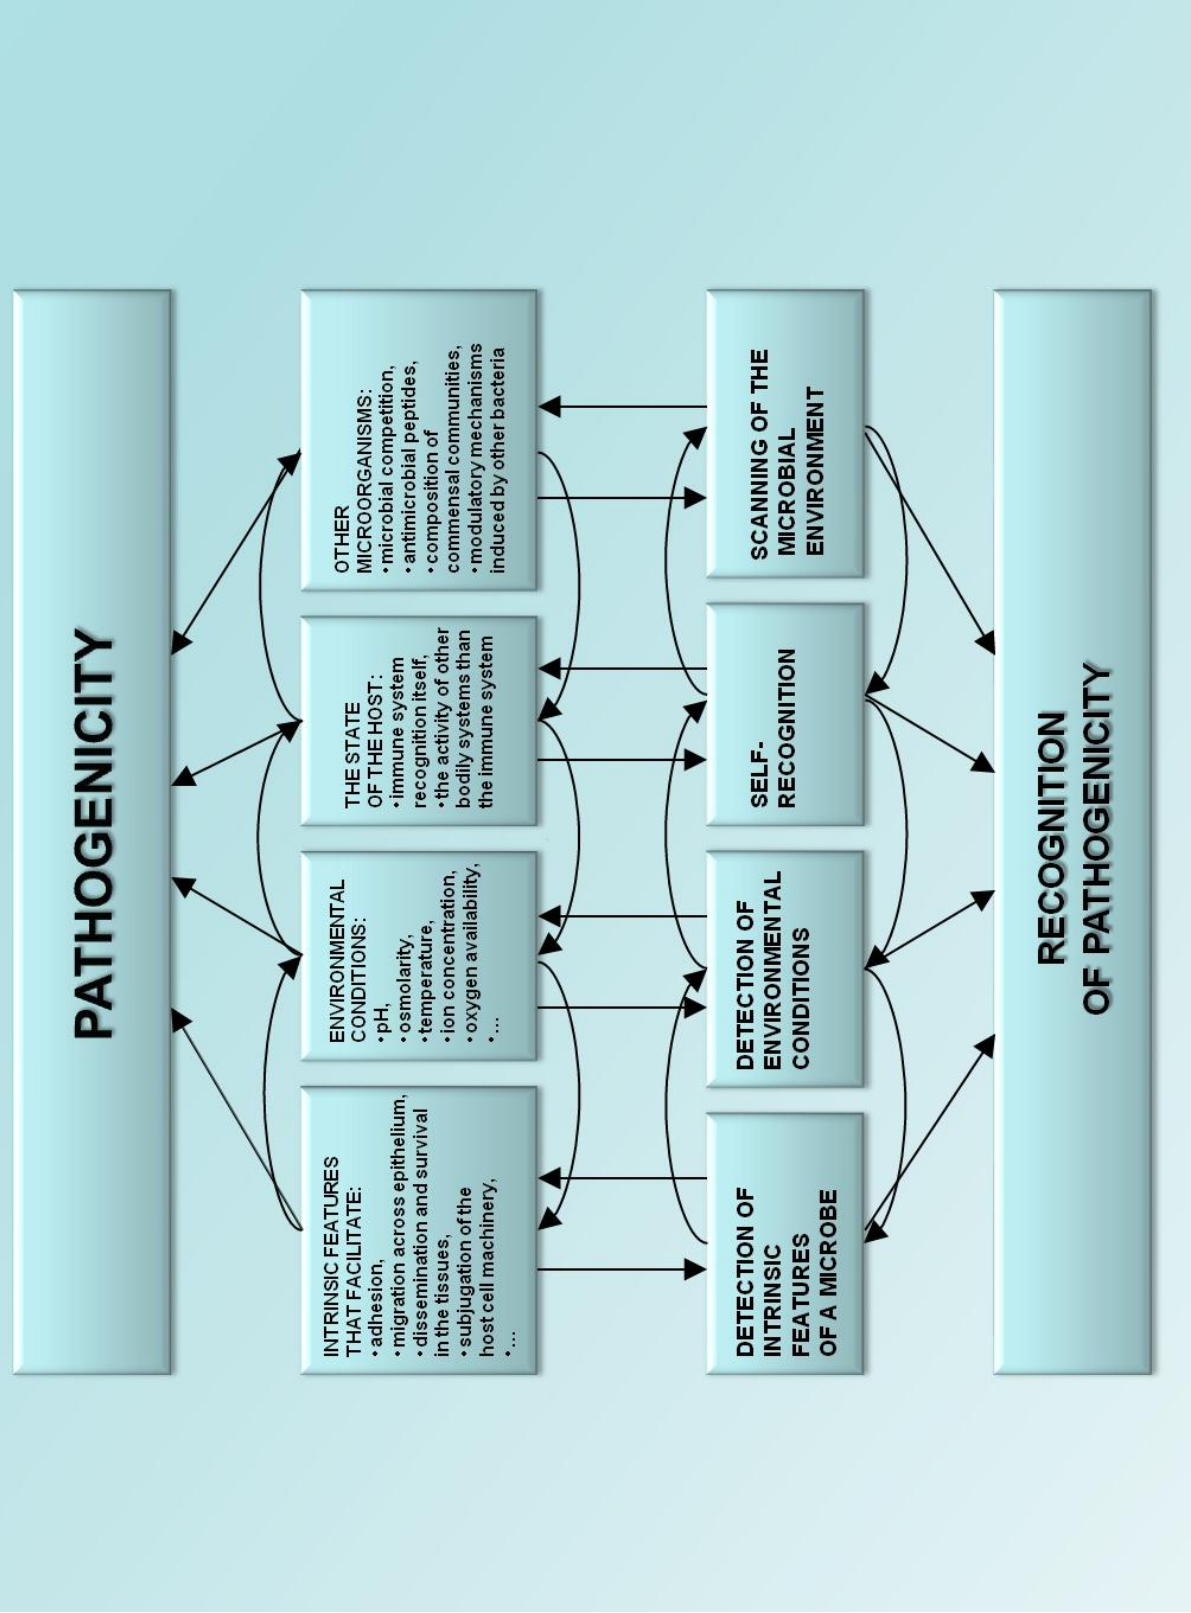 PATHOGENICITY
INTRINSIC FEATURES
THAT FACILITATE:
•adhesion,
•migration across epithelium,
•dissemination and survival
in the tissues,
•subjugation of the
host cell machinery,
•...
ENVIRONMENTAL
CONDITIONS:
•pH,
•osmolarity,
•temperature,
•ion concentration,
•oxygen availability,
•...
THE STATE
OF THE HOST:
•immune system
recognition itself,
•the activity of other
bodily systems than
the immune system
OTHER
MICROORGANISMS:
•microbial competition,
•antimicrobial peptides,
•composition of
commensal communities,
•modulatory mechanisms
induced by other bacteria
DETECTION OF
INTRINSIC
FEATURES
OF A MICROBE
DETECTION OF
ENVIRONMENTAL
CONDITIONS
SELF-
RECOGNITION
SCANNING OF THE
MICROBIAL
ENVIRONMENT
RECOGNITION
OF PATHOGENICITY